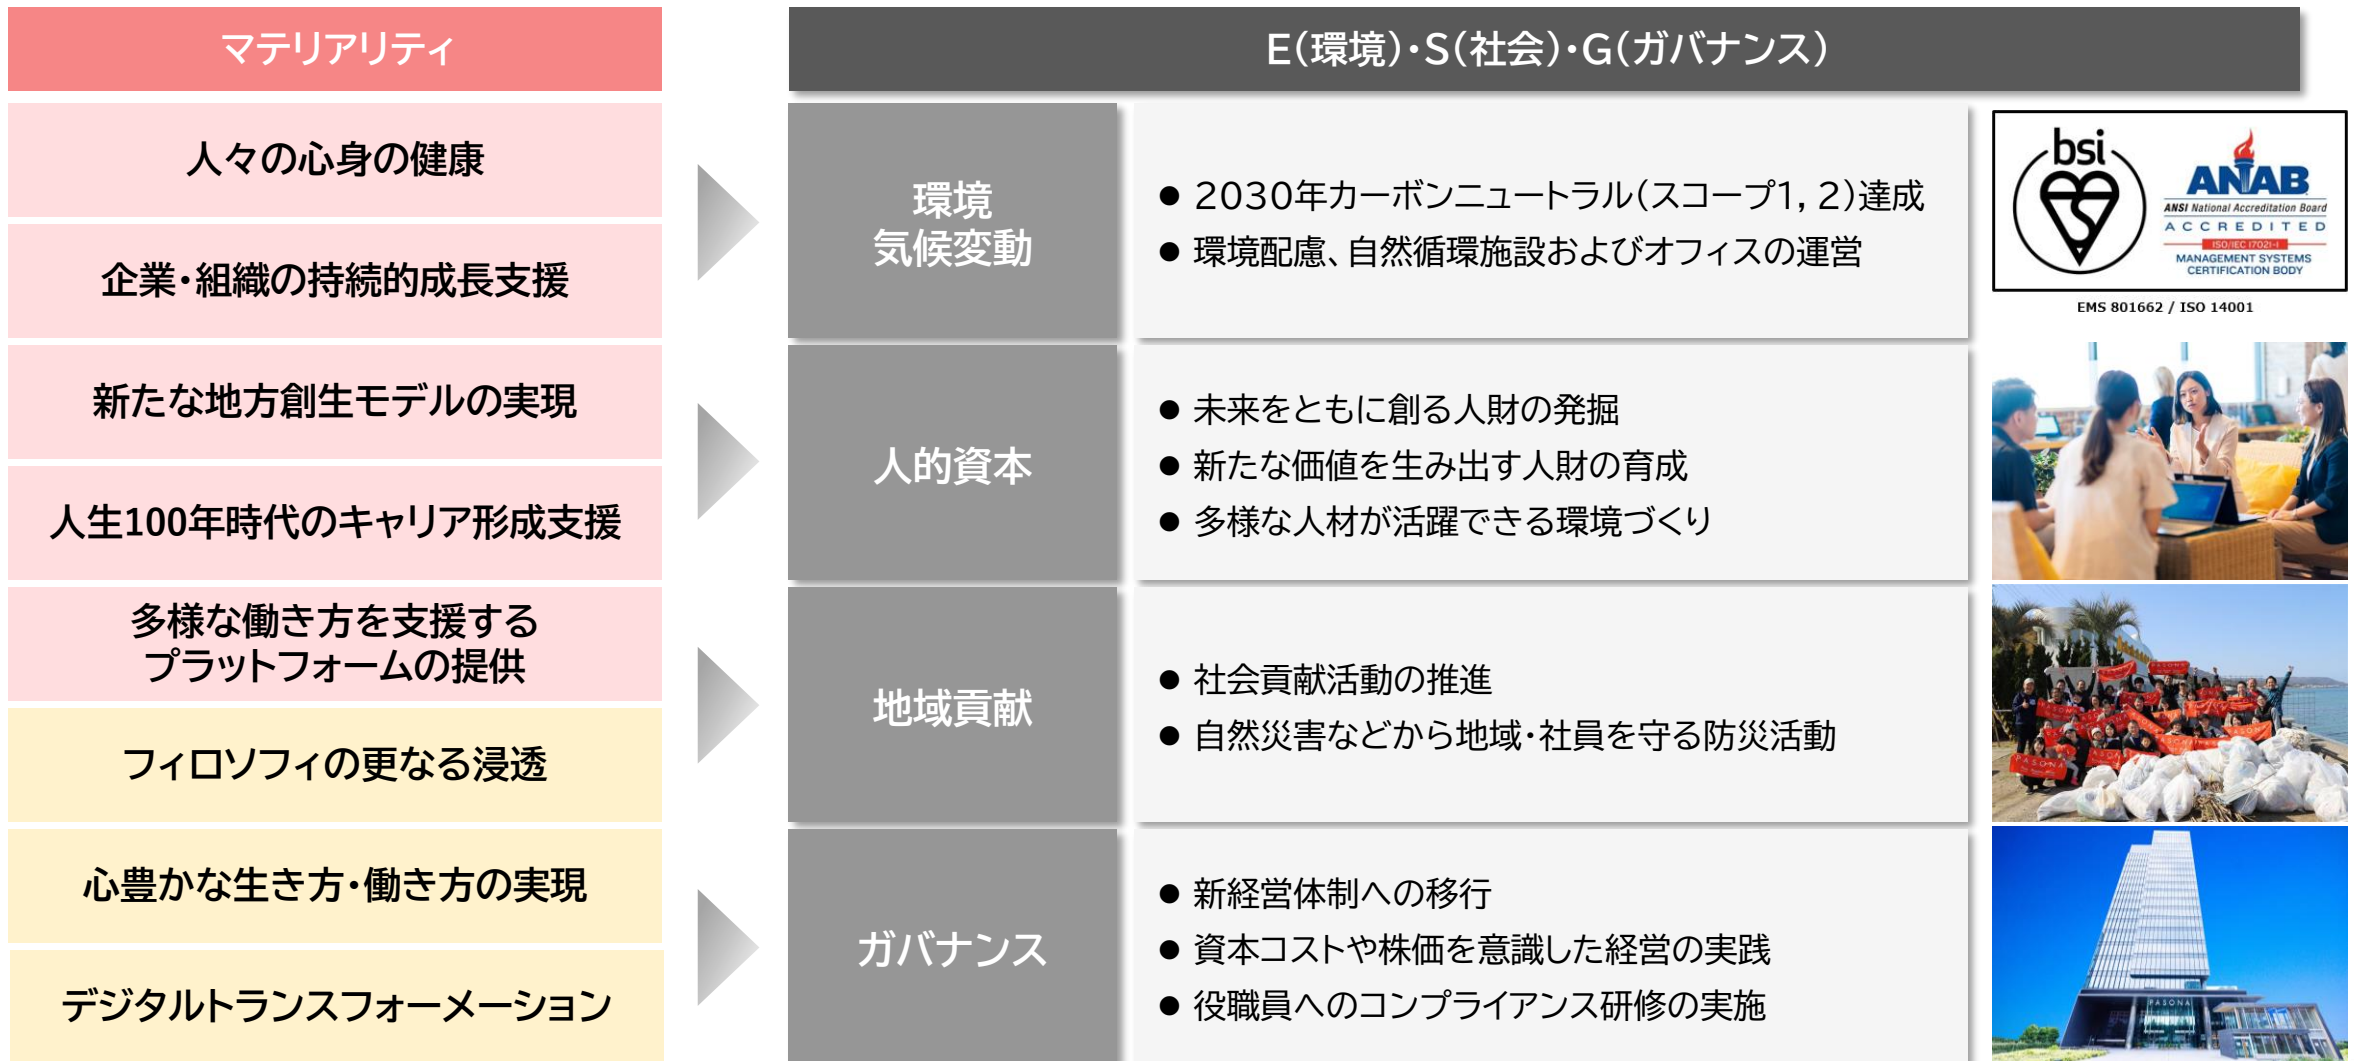 マテリアリティ
人々の心身の健康
企業・組織の持続的成長支援
新たな地方創生モデルの実現
人生100年時代のキャリア形成支援
多様な働き方を支援する
プラットフォームの提供
フィロソフィの更なる浸透
心豊かな生き方・働き方の実現
デジタルトランスフォーメーション
E(環境)・S(社会)・G(ガバナンス)
環境
気候変動
● 2030年カーボンニュートラル(スコープ1, 2)達成
● 環境配慮、自然循環施設およびオフィスの運営
bsi
ANAB
ANSI National Accreditation Board
ACCREDITED
ISO/IEC 17021-1
MANAGEMENT SYSTEMS
CERTIFICATION BODY
EMS 801662 / ISO 14001
人的資本
● 未来をともに創る人財の発掘
● 新たな価値を生み出す人財の育成
● 多様な人材が活躍できる環境づくり
地域貢献
● 社会貢献活動の推進
● 自然災害などから地域・社員を守る防災活動
PASONA
ガバナンス
● 新経営体制への移行
● 資本コストや株価を意識した経営の実践
● 役職員へのコンプライアンス研修の実施
PASONA